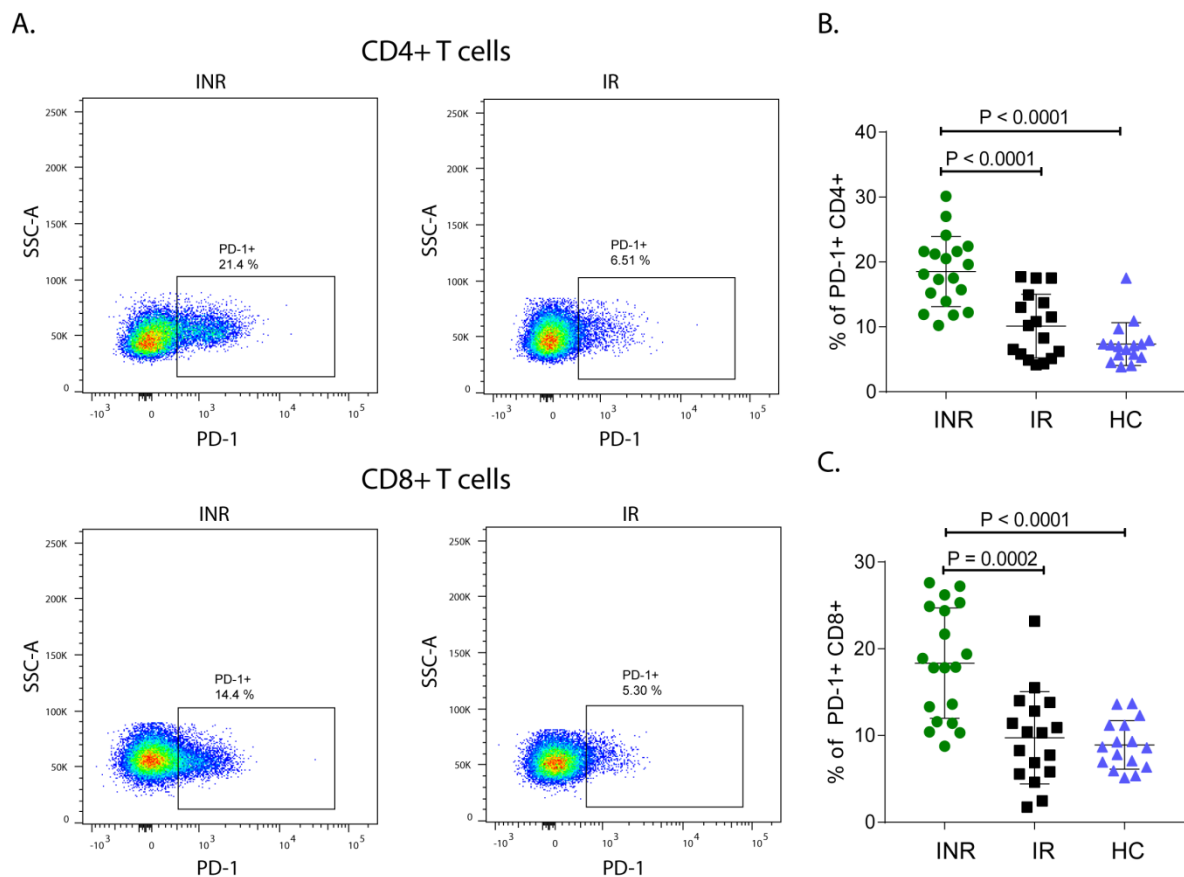 A.
CD4+ T cells
INR
250K
200K
150K
100K
50K
0
SSC-A
PD-1+
21.4 %
-10³ 0 10³ 10⁴ 10⁵
PD-1
IR
250K
200K
150K
100K
50K
0
SSC-A
PD-1+
6.51 %
-10³ 0 10³ 10⁴ 10⁵
PD-1
CD8+ T cells
INR
250K
200K
150K
100K
50K
0
SSC-A
PD-1+
14.4 %
-10³ 0 10³ 10⁴ 10⁵
PD-1
IR
250K
200K
150K
100K
50K
0
SSC-A
PD-1+
5.30 %
-10³ 0 10³ 10⁴ 10⁵
PD-1
B.
P < 0.0001
P < 0.0001
40
30
20
10
0
% of PD-1+ CD4+
INR IR HC
C.
P < 0.0001
P = 0.0002
30
20
10
0
% of PD-1+ CD8+
INR IR HC